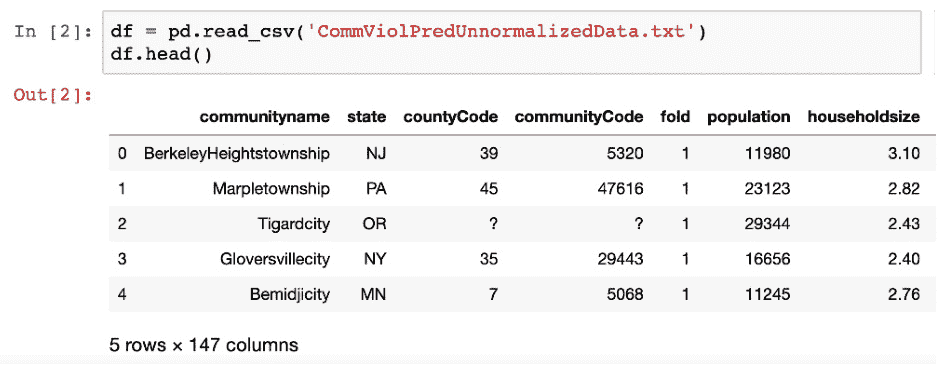 In [2]: df = pd.read_csv('CommViolPredUnnormalizedData.txt')
df.head()
Out[2]:
communityname state countyCode communityCode fold population householdsize
0 BerkeleyHeightstownship NJ 39 5320 1 11980 3.10
1 Marpletownship PA 45 47616 1 23123 2.82
2 Tigardcity OR ? ? 1 29344 2.43
3 Gloversvillecity NY 35 29443 1 16656 2.40
4 Bemidjicity MN 7 5068 1 11245 2.76
5 rows × 147 columns